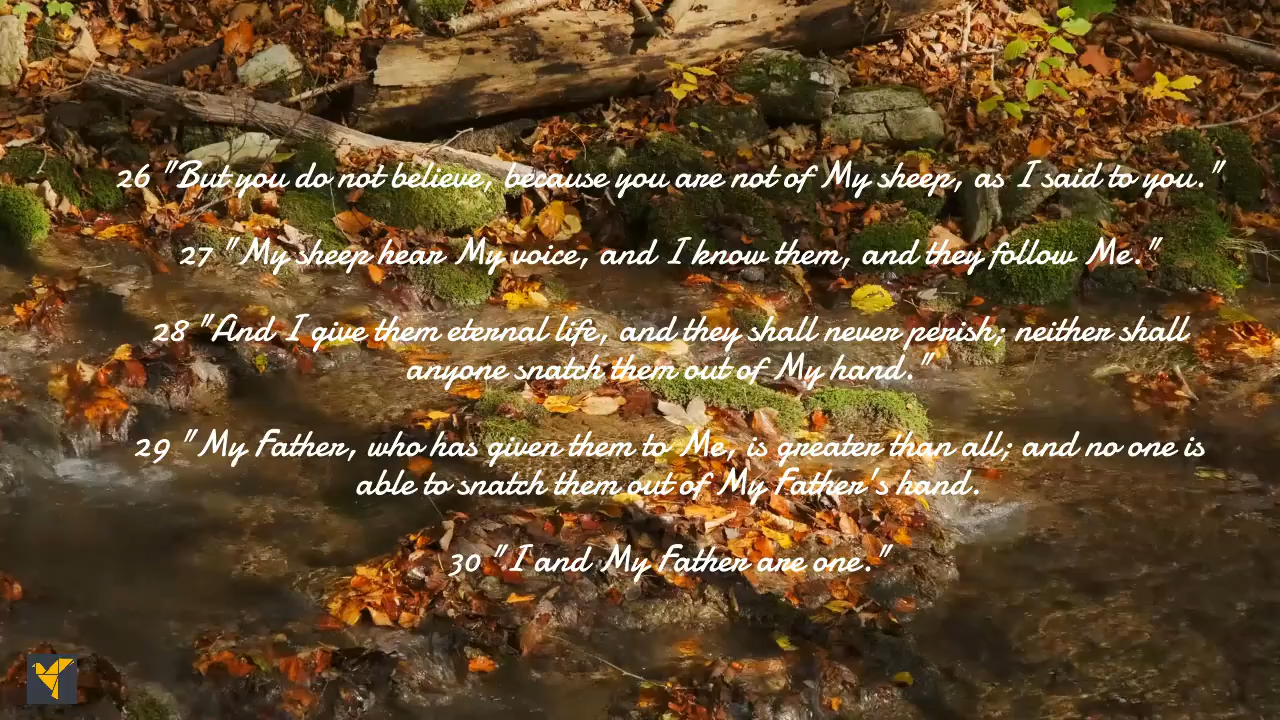 26 "But you do not believe, because you are not of My sheep, as I said to you."
27 "My sheep hear My voice, and I know them, and they follow Me."
28 "And I give them eternal life, and they shall never perish; neither shall
anyone snatch them out of My hand."
29 "My Father, who has given them to Me, is greater than all; and no one is
able to snatch them out of My Father's hand.
30 "I and My Father are one."